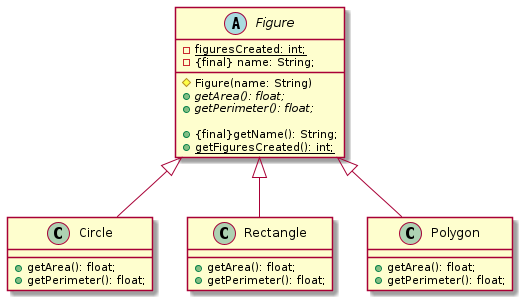 A Figure
figuresCreated: int;
{final} name: String;
Figure(name: String)
getArea(): float;
getPerimeter(): float;
{final}getName(): String;
getFiguresCreated(): int;
C Circle
getArea(): float;
getPerimeter(): float;
C Rectangle
getArea(): float;
getPerimeter(): float;
C Polygon
getArea(): float;
getPerimeter(): float;